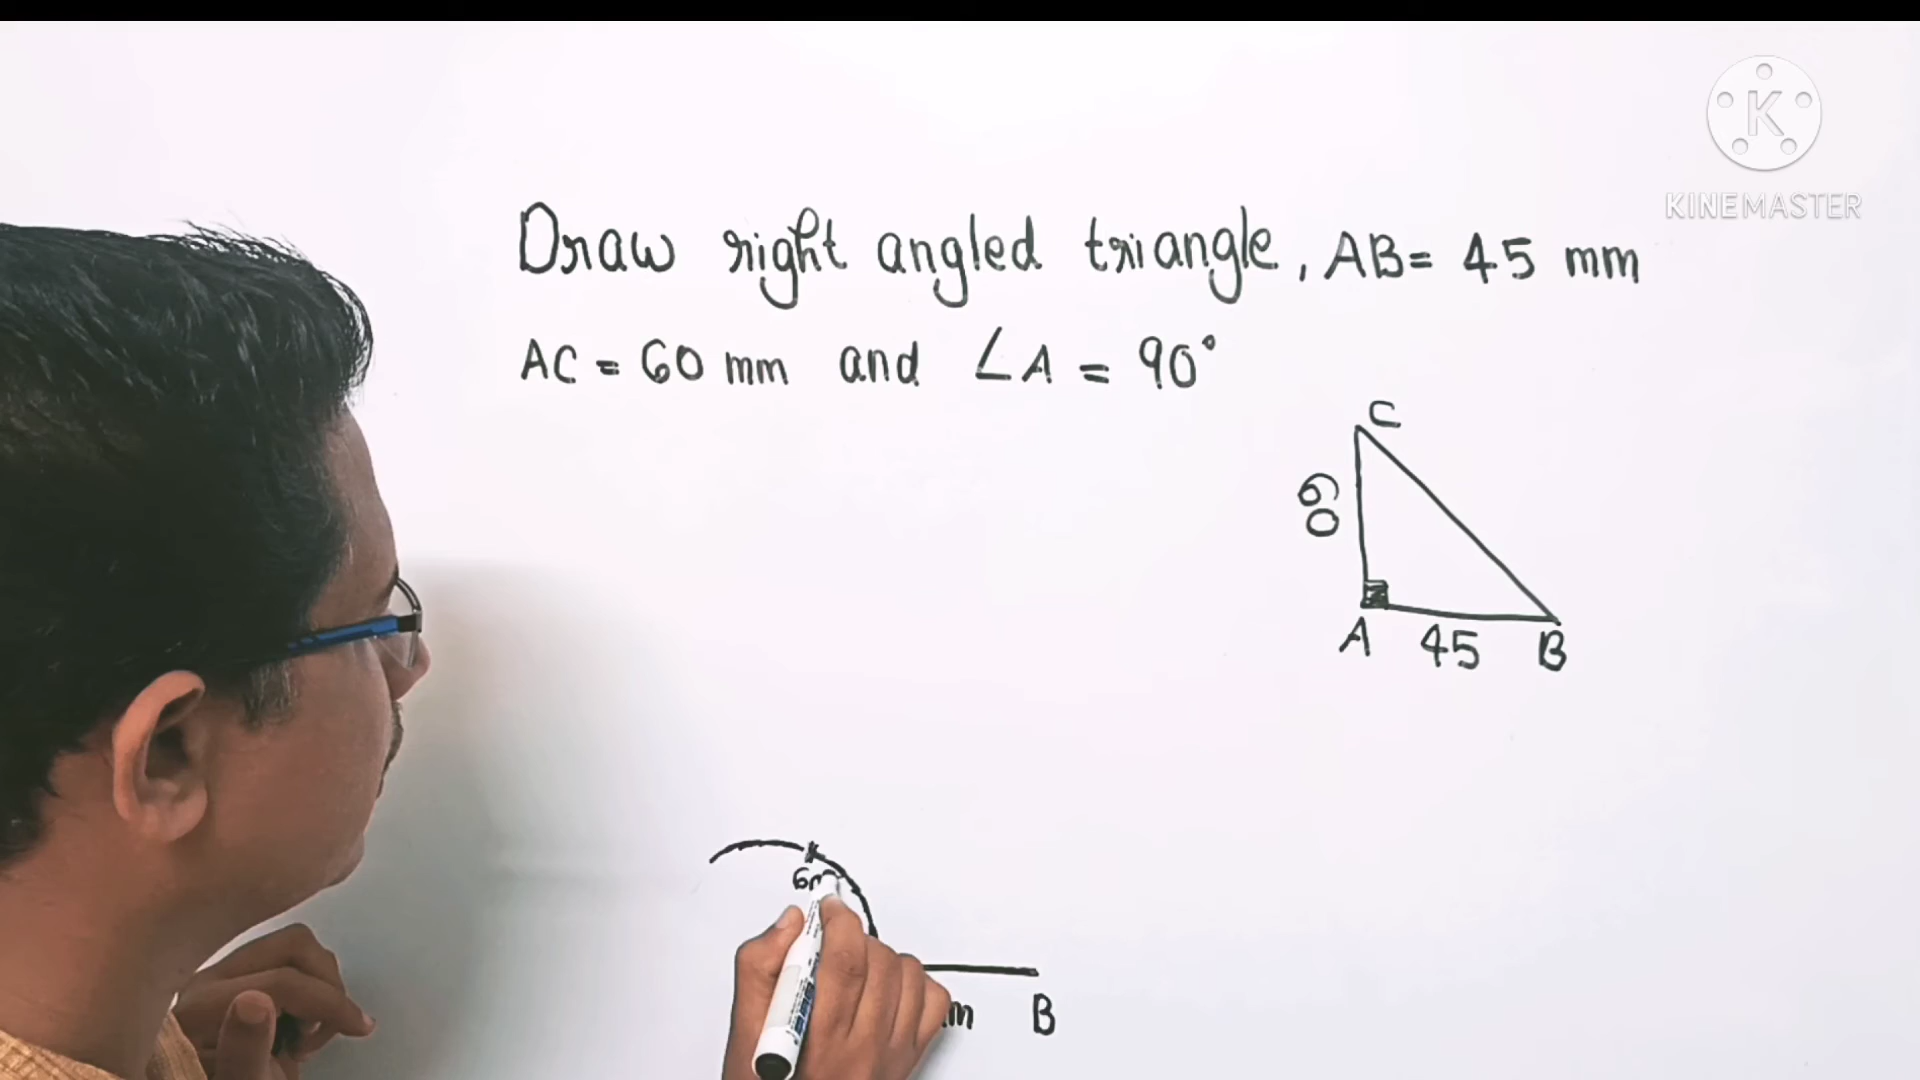 K
KINEMASTER
Draw right angled triangle, AB = 45 mm
AC = 60 mm and ∠A = 90°
C
60
A 45 B
B